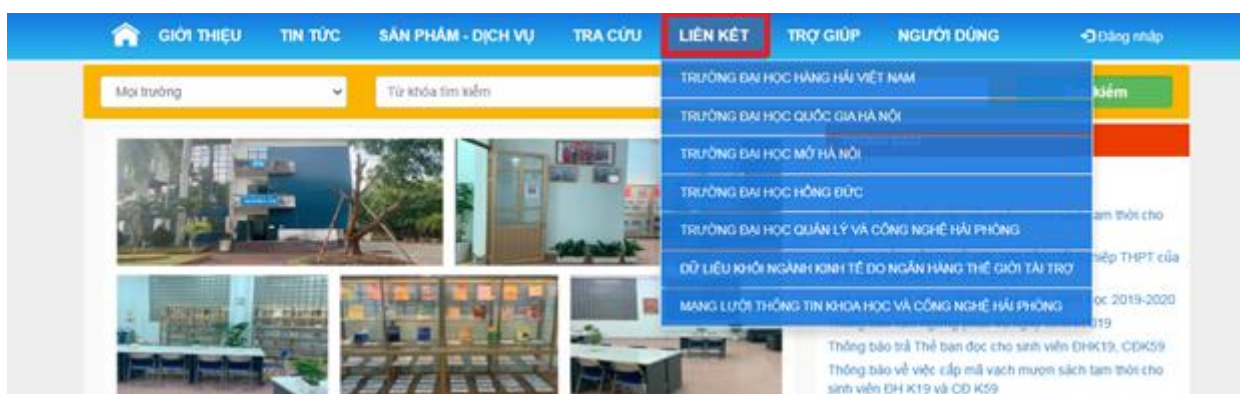 GIỚI THIỆU TIN TỨC SẢN PHẨM - DỊCH VỤ TRA CỨU LIÊN KẾT TRỢ GIÚP NGƯỜI DÙNG Đăng nhập
Mọi trường Từ khóa tìm kiếm kiếm
TRƯỜNG ĐẠI HỌC HÀNG HẢI VIỆT NAM
TRƯỜNG ĐẠI HỌC QUỐC GIA HÀ NỘI
TRƯỜNG ĐẠI HỌC MỞ HÀ NỘI
TRƯỜNG ĐẠI HỌC HỒNG ĐỨC
TRƯỜNG ĐẠI HỌC QUẢN LÝ VÀ CÔNG NGHỆ HẢI PHÒNG
DỮ LIỆU KHỐI NGÀNH KINH TẾ DO NGÂN HÀNG THẾ GIỚI TÀI TRỢ
MẠNG LƯỚI THÔNG TIN KHOA HỌC VÀ CÔNG NGHỆ HẢI PHÒNG
tạm thời cho
THPT của
2019-2020
Thông báo trả Thẻ bạn đọc cho sinh viên ĐHK19, CĐK59
Thông báo về việc cấp mã vạch mượn sách tạm thời cho
sinh viên ĐH K19 và CĐ K59